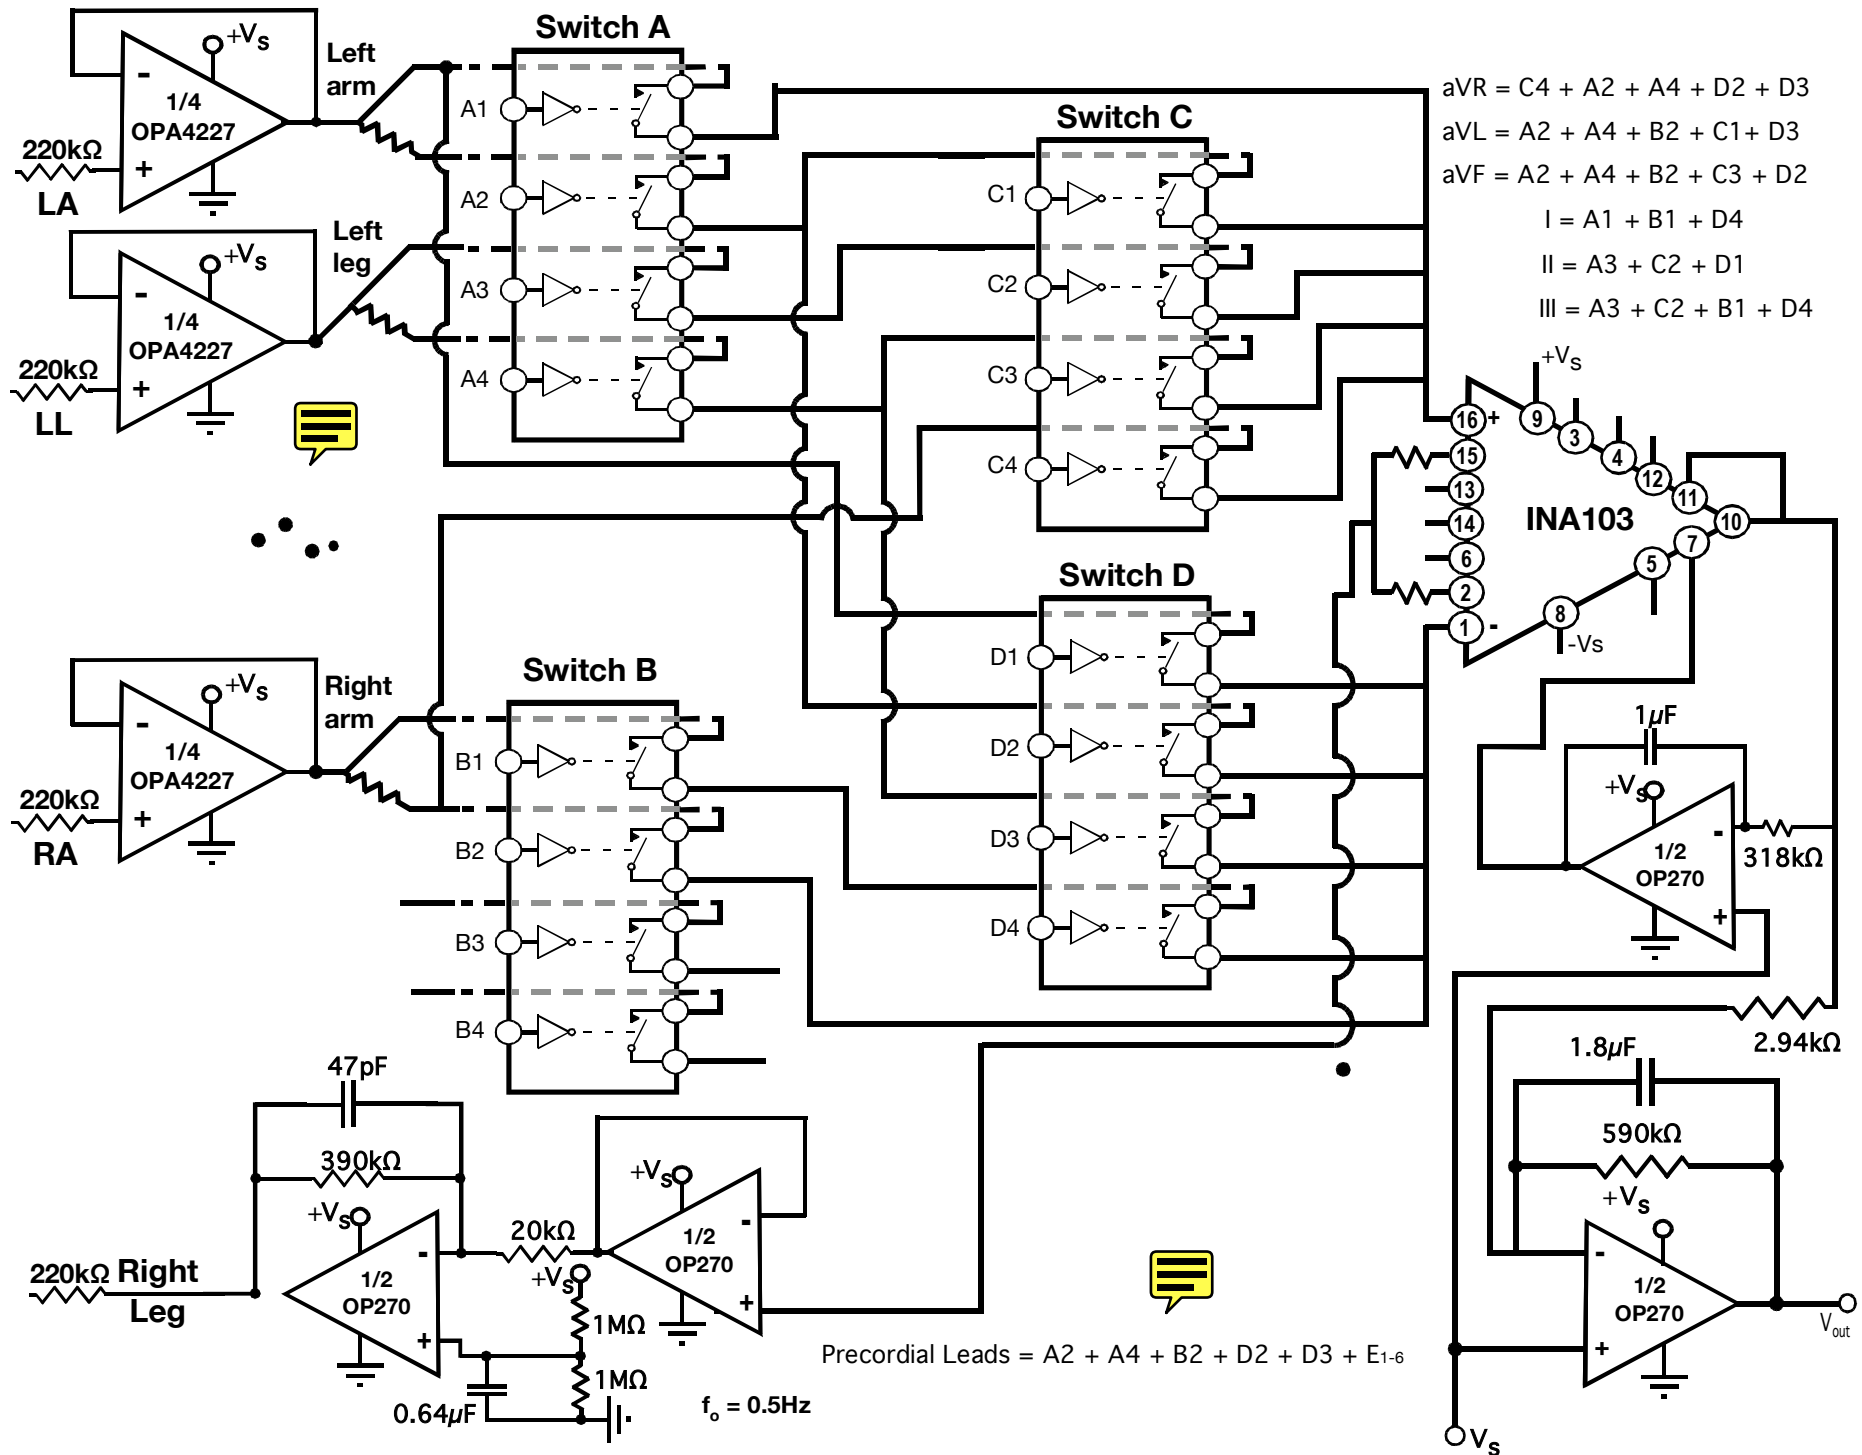 Switch A
+Vs
Left
arm
-
1/4
OPA4227
220kΩ
+
LA
A1
A2
A3
A4
+Vs
Left
leg
-
1/4
OPA4227
220kΩ
+
LL
Switch C
C1
C2
C3
C4
aVR = C4 + A2 + A4 + D2 + D3
aVL = A2 + A4 + B2 + C1+ D3
aVF = A2 + A4 + B2 + C3 + D2
I = A1 + B1 + D4
II = A3 + C2 + D1
III = A3 + C2 + B1 + D4
+Vs
16
+
9
3
4
12
11
10
15
13
14
6
2
1
-
INA103
7
5
8
-Vs
Switch D
D1
D2
D3
D4
Switch B
B1
B2
B3
B4
+Vs
Right
arm
-
1/4
OPA4227
220kΩ
+
RA
1µF
+Vs
-
318kΩ
1/2
OP270
+
2.94kΩ
1.8µF
590kΩ
+Vs
-
1/2
OP270
+
Vout
Vs
47pF
390kΩ
+Vs
-
20kΩ
1/2
OP270
+
220kΩ Right
Leg
+Vs
-
1/2
OP270
+
+Vs
1MΩ
1MΩ
0.64µF
fo = 0.5Hz
Precordial Leads = A2 + A4 + B2 + D2 + D3 + E1-6